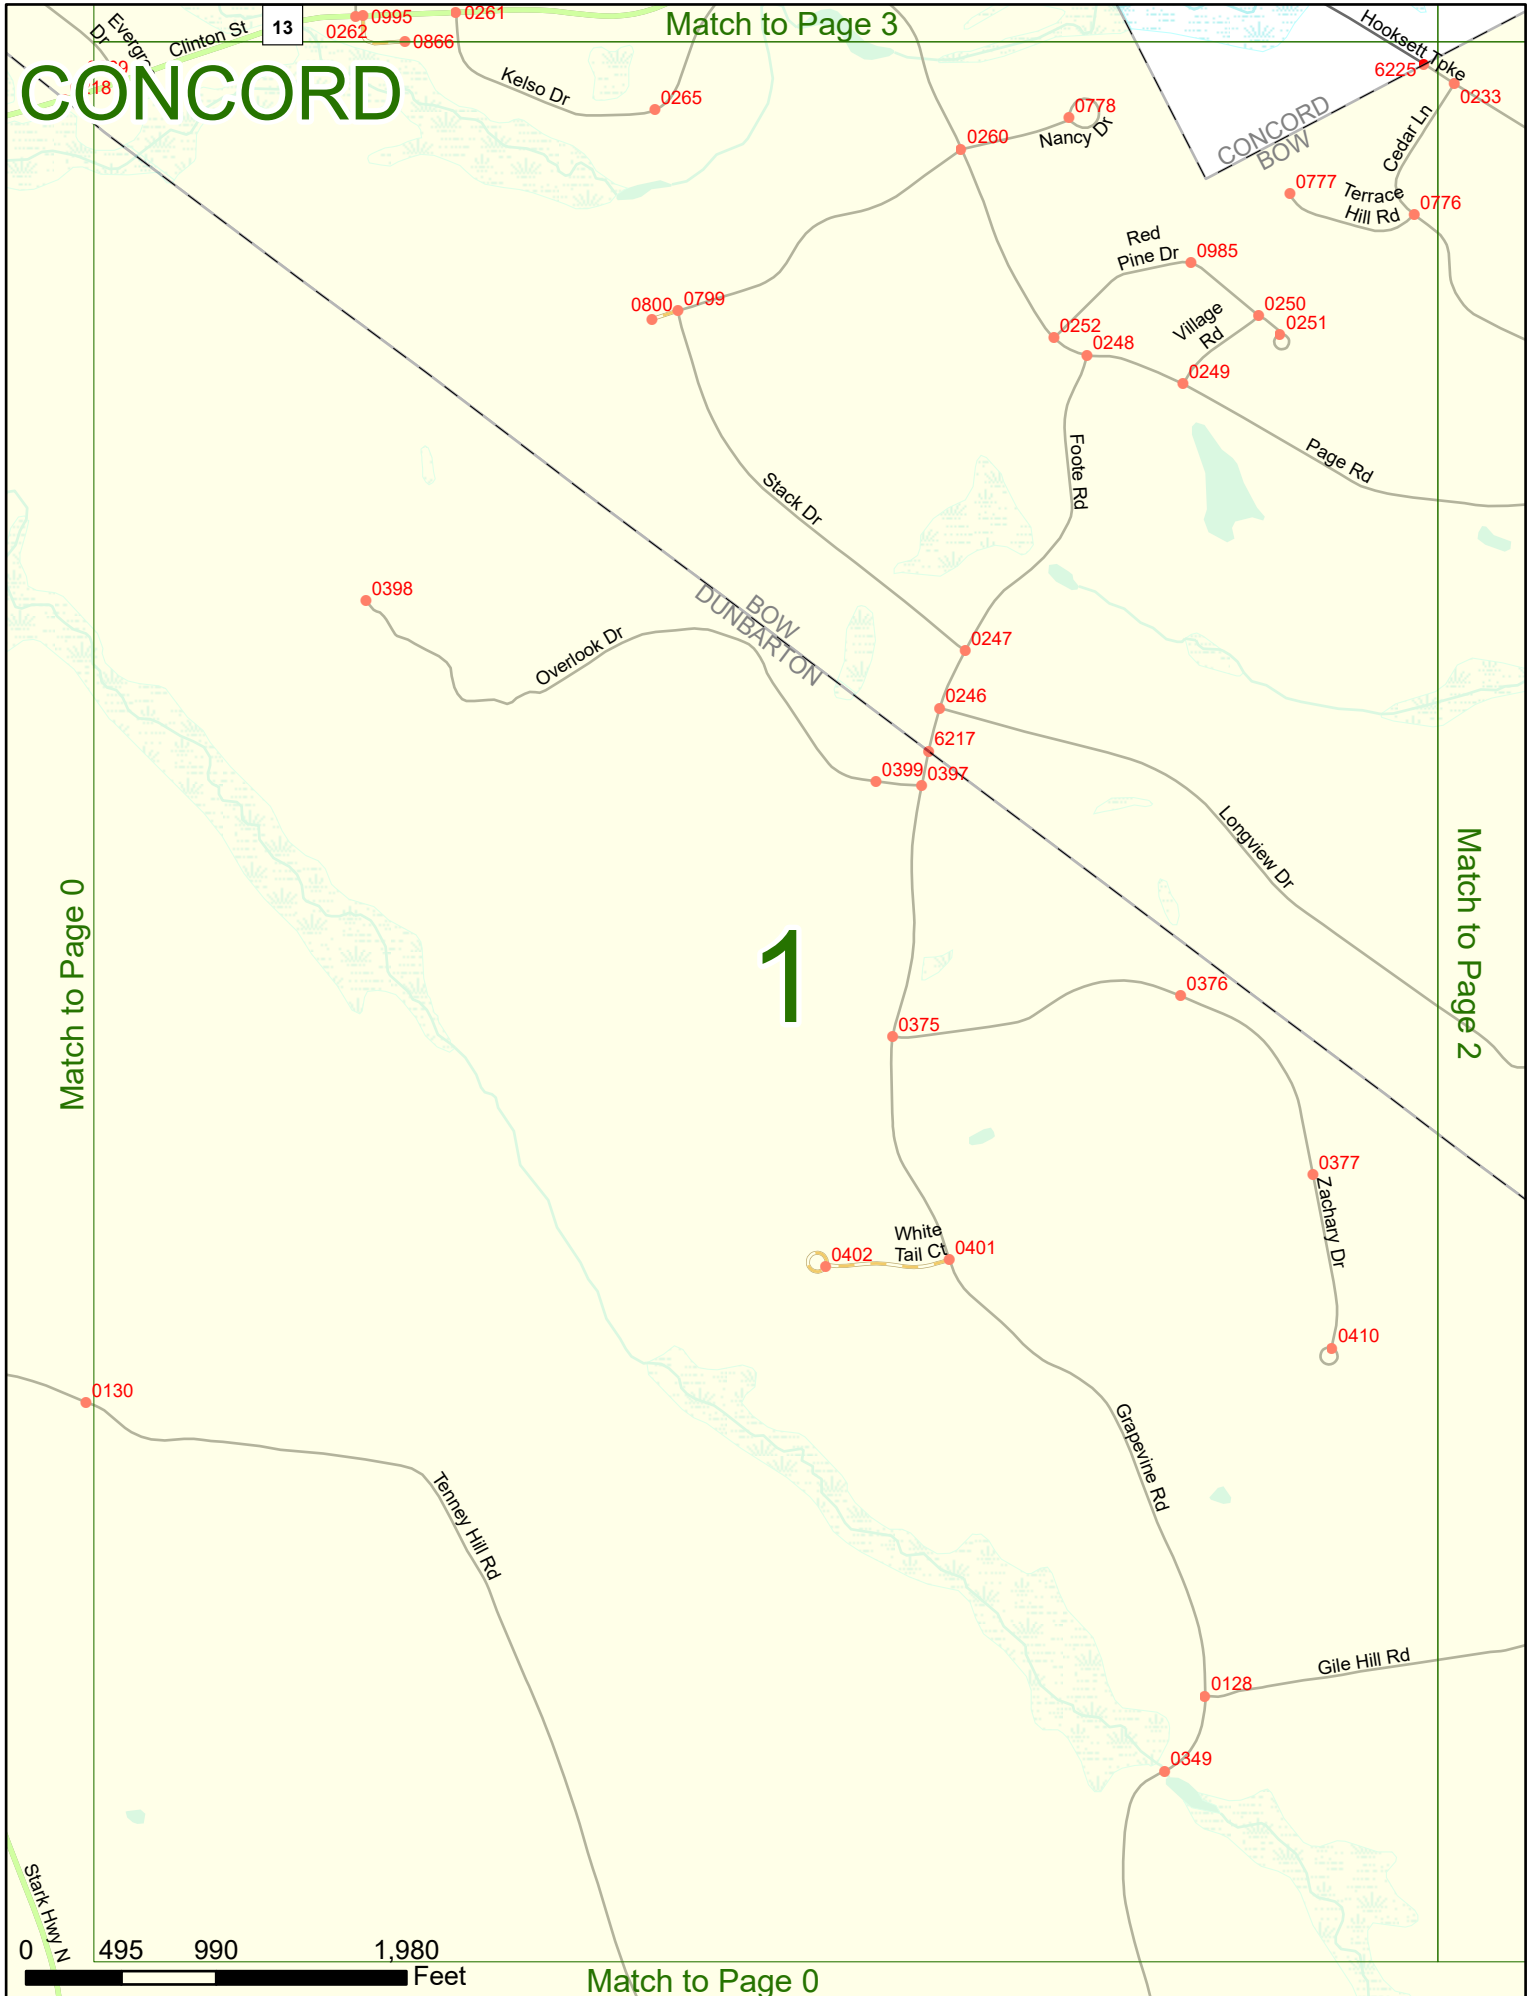 Match to Page 3
CONCORD
Clinton St
13
0995
0262
0866
0261
Kelso Dr
0265
Dr
18
Hooksett Tpke
6225
0233
Cedar Ln
CONCORD
BOW
0778
Nancy Dr
0260
0777
Terrace
Hill Rd
0776
Red
Pine Dr
0985
0800
0799
0250
0251
Village
Rd
0252
0248
0249
Foote Rd
Page Rd
Stack Dr
0398
Overlook Dr
BOW
DUNBARTON
0247
0246
6217
0399
0397
Longview Dr
Match to Page 0
1
Match to Page 2
0376
0375
0377
Zachary Dr
White
Tail Ct
0401
0402
0410
0130
Grapevine Rd
Tenney Hill Rd
Gile Hill Rd
0128
0349
Stark Hwy N
0 495 990 1,980
Feet
Match to Page 0